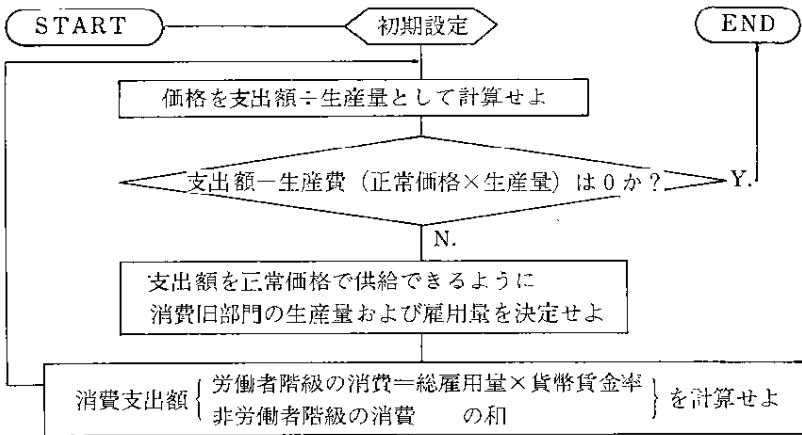 START
初期設定
END
価格を支出額÷生産量として計算せよ
支出額－生産費（正常価格×生産量）は0か？
Y.
N.
支出額を正常価格で供給できるように
消費旧部門の生産量および雇用量を決定せよ
消費支出額{労働者階級の消費＝総雇用量×貨幣賃金率
非労働者階級の消費　の和}を計算せよ